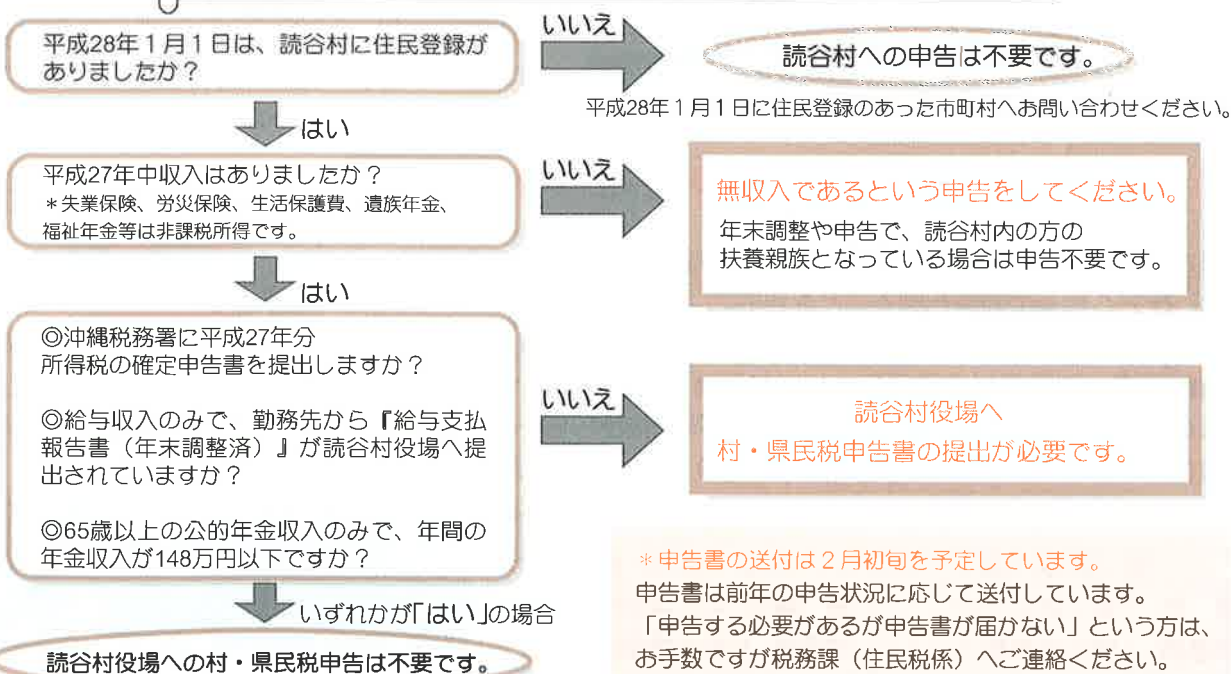 平成28年1月1日は、読谷村に住民登録が
ありましたか？
いいえ
読谷村への申告は不要です。
平成28年1月1日に住民登録のあった市町村へお問い合わせください。
はい
平成27年中収入はありましたか？
＊失業保険、労災保険、生活保護費、遺族年金、
福祉年金等は非課税所得です。
いいえ
無収入であるという申告をしてください。
年末調整や申告で、読谷村内の方の
扶養親族となっている場合は申告不要です。
はい
◎沖縄税務署に平成27年分
所得税の確定申告書を提出しますか？
◎給与収入のみで、勤務先から『給与支払
報告書（年末調整済）』が読谷村役場へ提
出されていますか？
◎65歳以上の公的年金収入のみで、年間の
年金収入が148万円以下ですか？
いいえ
読谷村役場へ
村・県民税申告書の提出が必要です。
いずれかが「はい」の場合
読谷村役場への村・県民税申告は不要です。
＊申告書の送付は２月初旬を予定しています。
申告書は前年の申告状況に応じて送付しています。
「申告する必要があるが申告書が届かない」という方は、
お手数ですが税務課（住民税係）へご連絡ください。